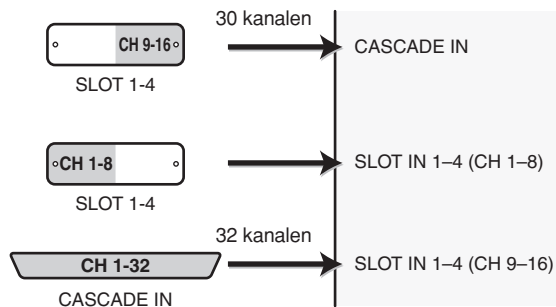 30 kanalen
CH 9-16
CASCADE IN
SLOT 1-4
CH 1-8
SLOT IN 1–4 (CH 1–8)
SLOT 1-4
32 kanalen
CH 1-32
SLOT IN 1–4 (CH 9–16)
CASCADE IN